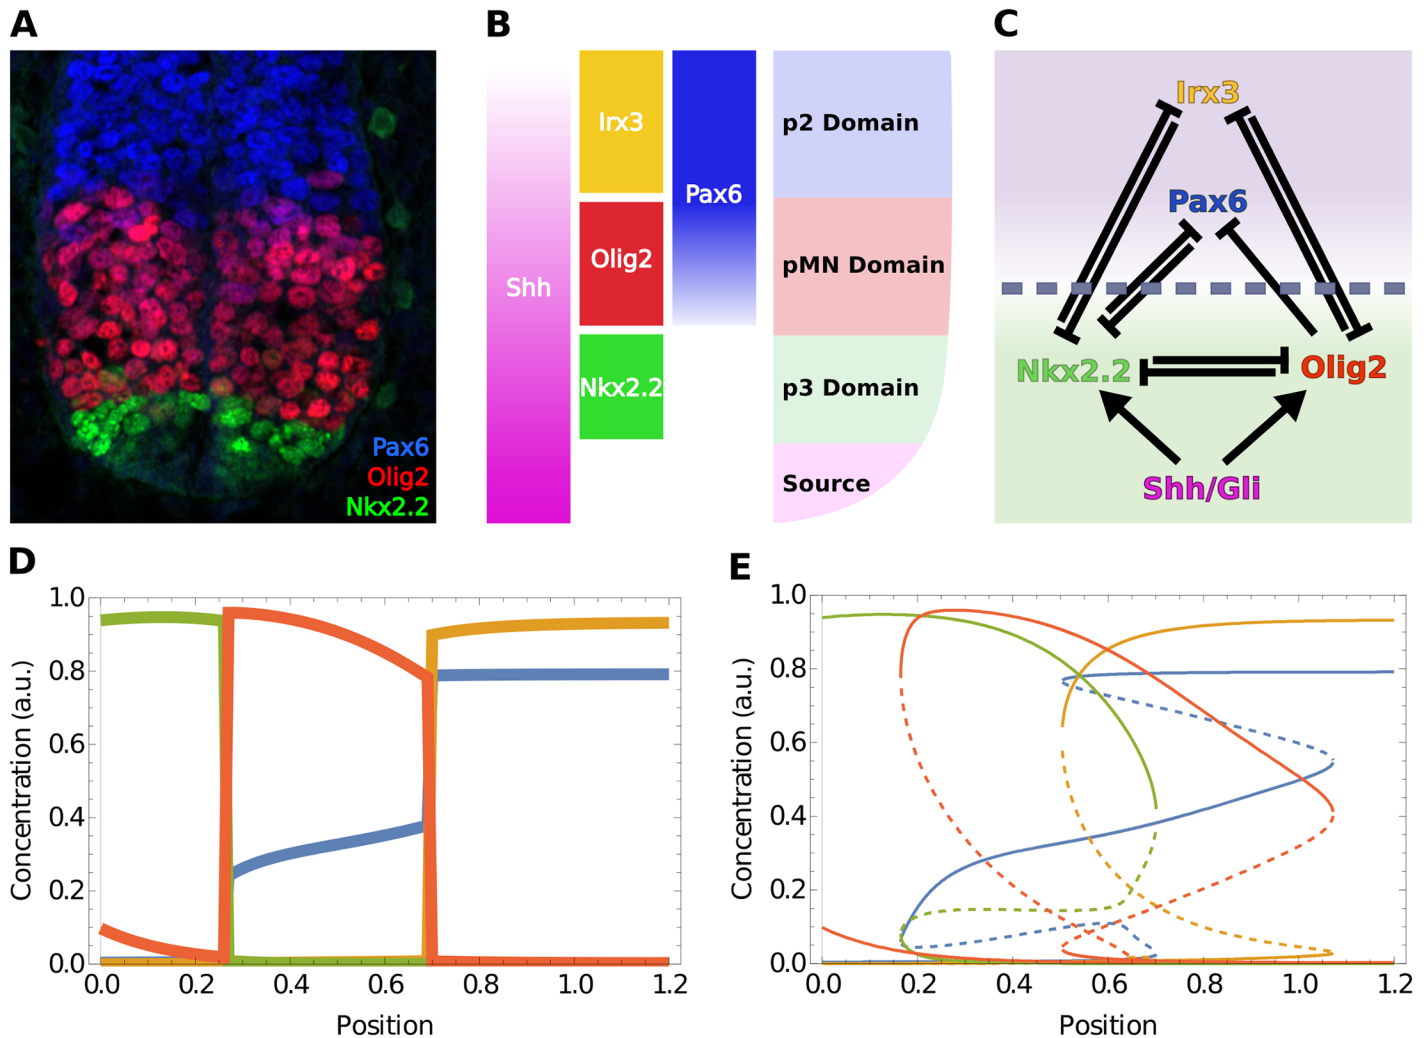 A
Pax6
Olig2
Nkx2.2
B
Shh
Irx3
Olig2
Nkx2.2
Pax6
p2 Domain
pMN Domain
p3 Domain
Source
C
Irx3
Pax6
Nkx2.2
Olig2
Shh/Gli
D
Concentration (a.u.)
1.0
0.8
0.6
0.4
0.2
0.0
0.0 0.2 0.4 0.6 0.8 1.0 1.2
Position
E
Concentration (a.u.)
1.0
0.8
0.6
0.4
0.2
0.0
0.0 0.2 0.4 0.6 0.8 1.0 1.2
Position